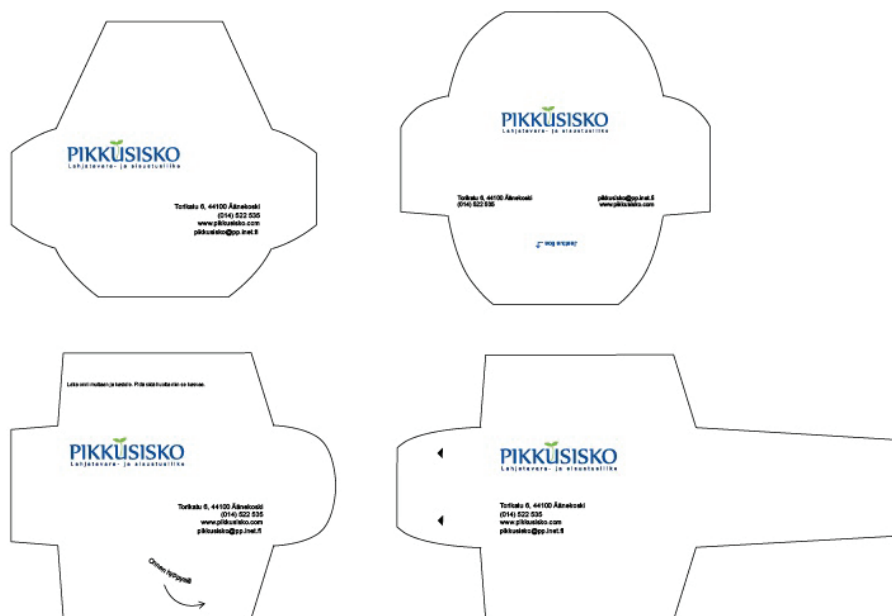 PIKKUSISKO
Lahjatavara- ja sisustusliike
Torikatu 6, 44100 Äänekoski
(014) 522 535
www.pikkusisko.com
pikkusisko@pp.inet.fi
PIKKUSISKO
Torikatu 6, 44100 Äänekoski
(014) 522 535
pikkusisko@pp.inet.fi
www.pikkusisko.com
PIKKUSISKO
Lahjatavara- ja sisustusliike
Torikatu 6, 44100 Äänekoski
(014) 522 535
www.pikkusisko.com
pikkusisko@pp.inet.fi
Onnen
PIKKUSISKO
Lahjatavara- ja sisustusliike
Torikatu 6, 44100 Äänekoski
(014) 522 535
www.pikkusisko.com
pikkusisko@pp.inet.fi